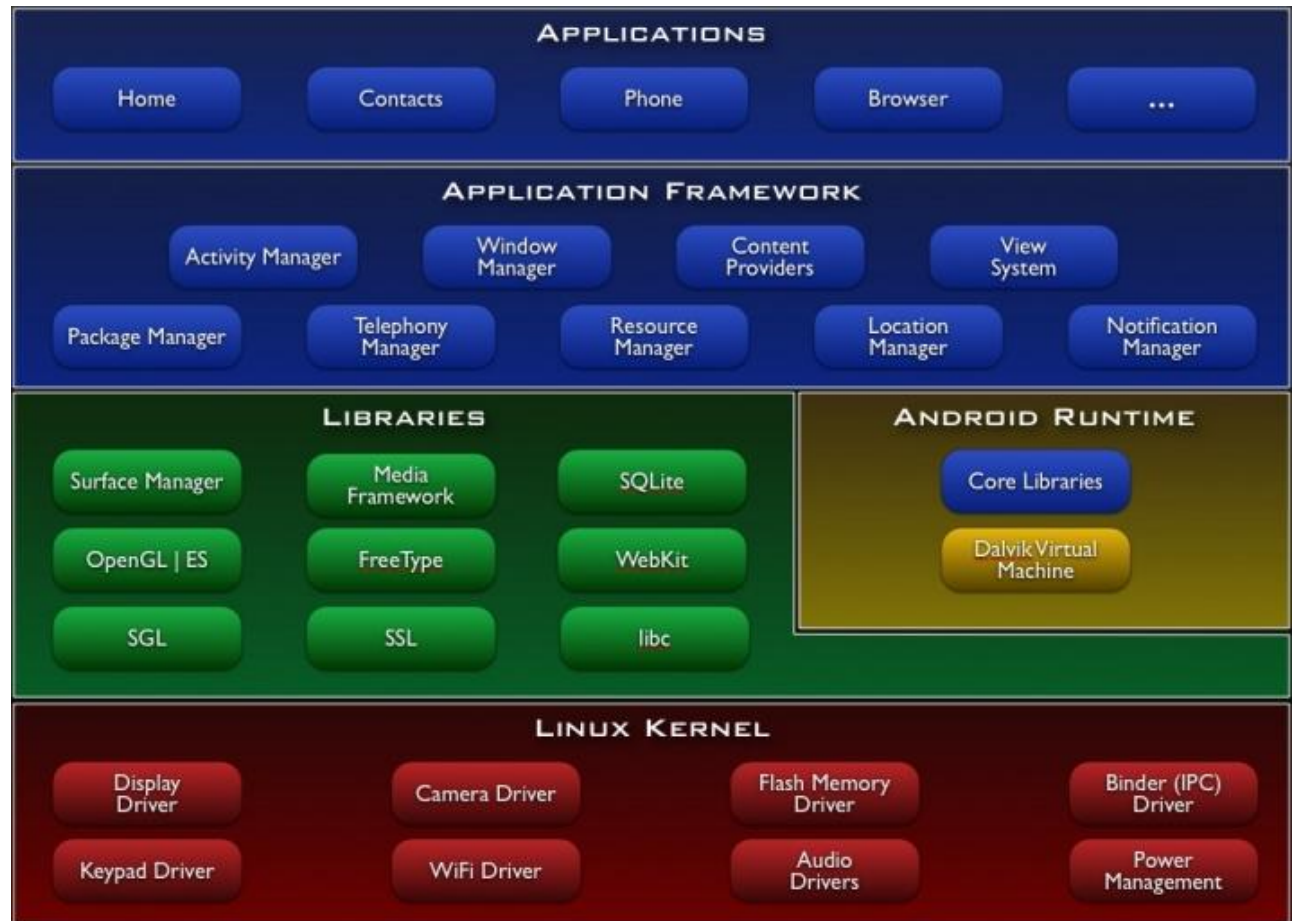 APPLICATIONS
Home Contacts Phone Browser ...
APPLICATION FRAMEWORK
Activity Manager
Window
Manager
Content
Providers
View
System
Package Manager
Telephony
Manager
Resource
Manager
Location
Manager
Notification
Manager
LIBRARIES
Surface Manager
Media
Framework
SQLite
OpenGL | ES
FreeType
WebKit
SGL
SSL
libc
ANDROID RUNTIME
Core Libraries
Dalvik Virtual
Machine
LINUX KERNEL
Display
Driver
Camera Driver
Flash Memory
Driver
Binder (IPC)
Driver
Keypad Driver
WiFi Driver
Audio
Drivers
Power
Management